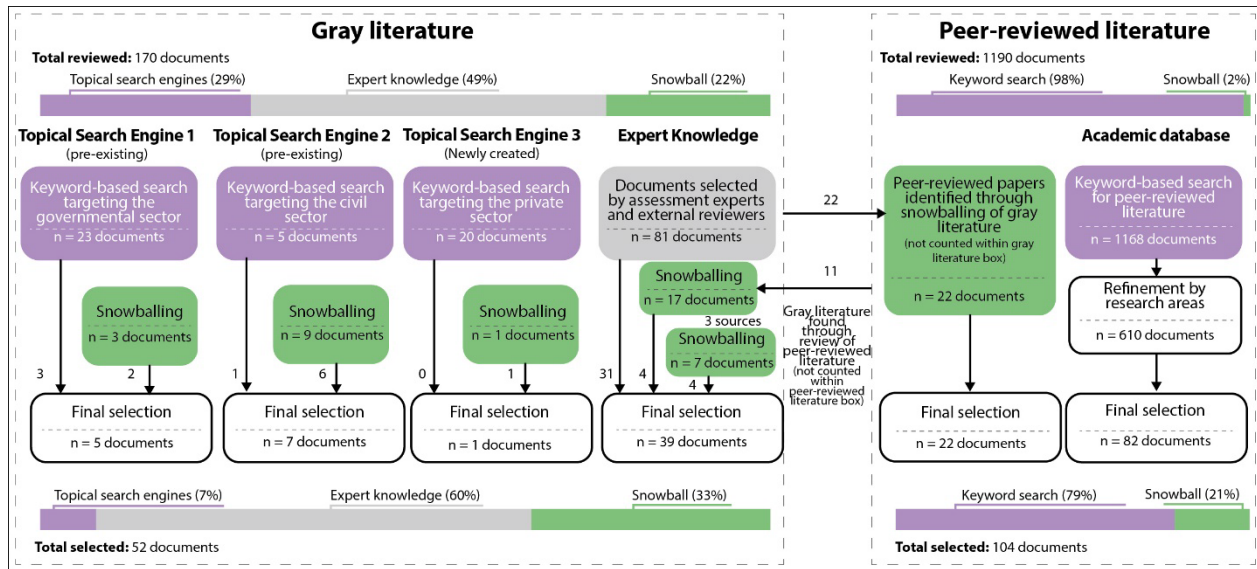 Gray literature
Total reviewed: 170 documents
Topical search engines (29%)
Expert knowledge (49%)
Snowball (22%)
Topical Search Engine 1
(pre-existing)
Keyword-based search
targeting the
governmental sector
n = 23 documents
Snowballing
n = 3 documents
3
2
Final selection
n = 5 documents
Topical Search Engine 2
(pre-existing)
Keyword-based search
targeting the civil
sector
n = 5 documents
Snowballing
n = 9 documents
1
6
Final selection
n = 7 documents
Topical Search Engine 3
(Newly created)
Keyword-based search
targeting the private
sector
n = 20 documents
Snowballing
n = 1 documents
0
1
Final selection
n = 1 documents
Expert Knowledge
Documents selected
by assessment experts
and external reviewers
n = 81 documents
Snowballing
n = 17 documents
3 sources
Snowballing
n = 7 documents
31
4
4
Final selection
n = 39 documents
Topical search engines (7%)
Expert knowledge (60%)
Snowball (33%)
Total selected: 52 documents
22
11
Gray literature
found
through
review of
peer-reviewed
literature
(not counted
within
peer-reviewed
literature box)
Peer-reviewed literature
Total reviewed: 1190 documents
Keyword search (98%)
Snowball (2%)
Peer-reviewed papers
identified through
snowballing of gray
literature
(not counted within gray
literature box)
n = 22 documents
Final selection
n = 22 documents
Academic database
Keyword-based search
for peer-reviewed
literature
n = 1168 documents
Refinement by
research areas
n = 610 documents
Final selection
n = 82 documents
Keyword search (79%)
Snowball (21%)
Total selected: 104 documents